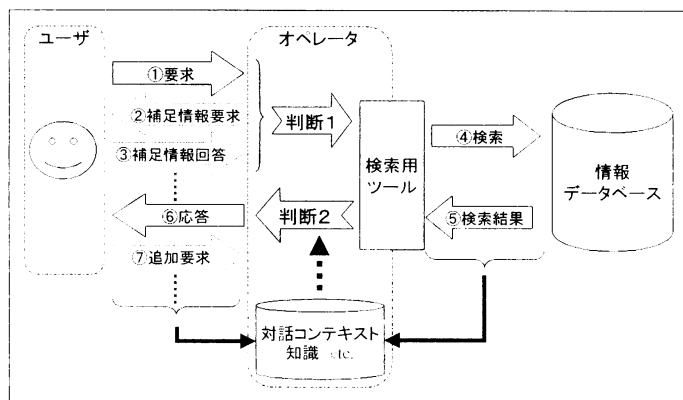 ユーザ
オペレータ
①要求
②補足情報要求
③補足情報回答
判断1
検索用
ツール
④検索
情報
データベース
⑥応答
判断2
⑤検索結果
⑦追加要求
対話コンテキスト
知識 etc.